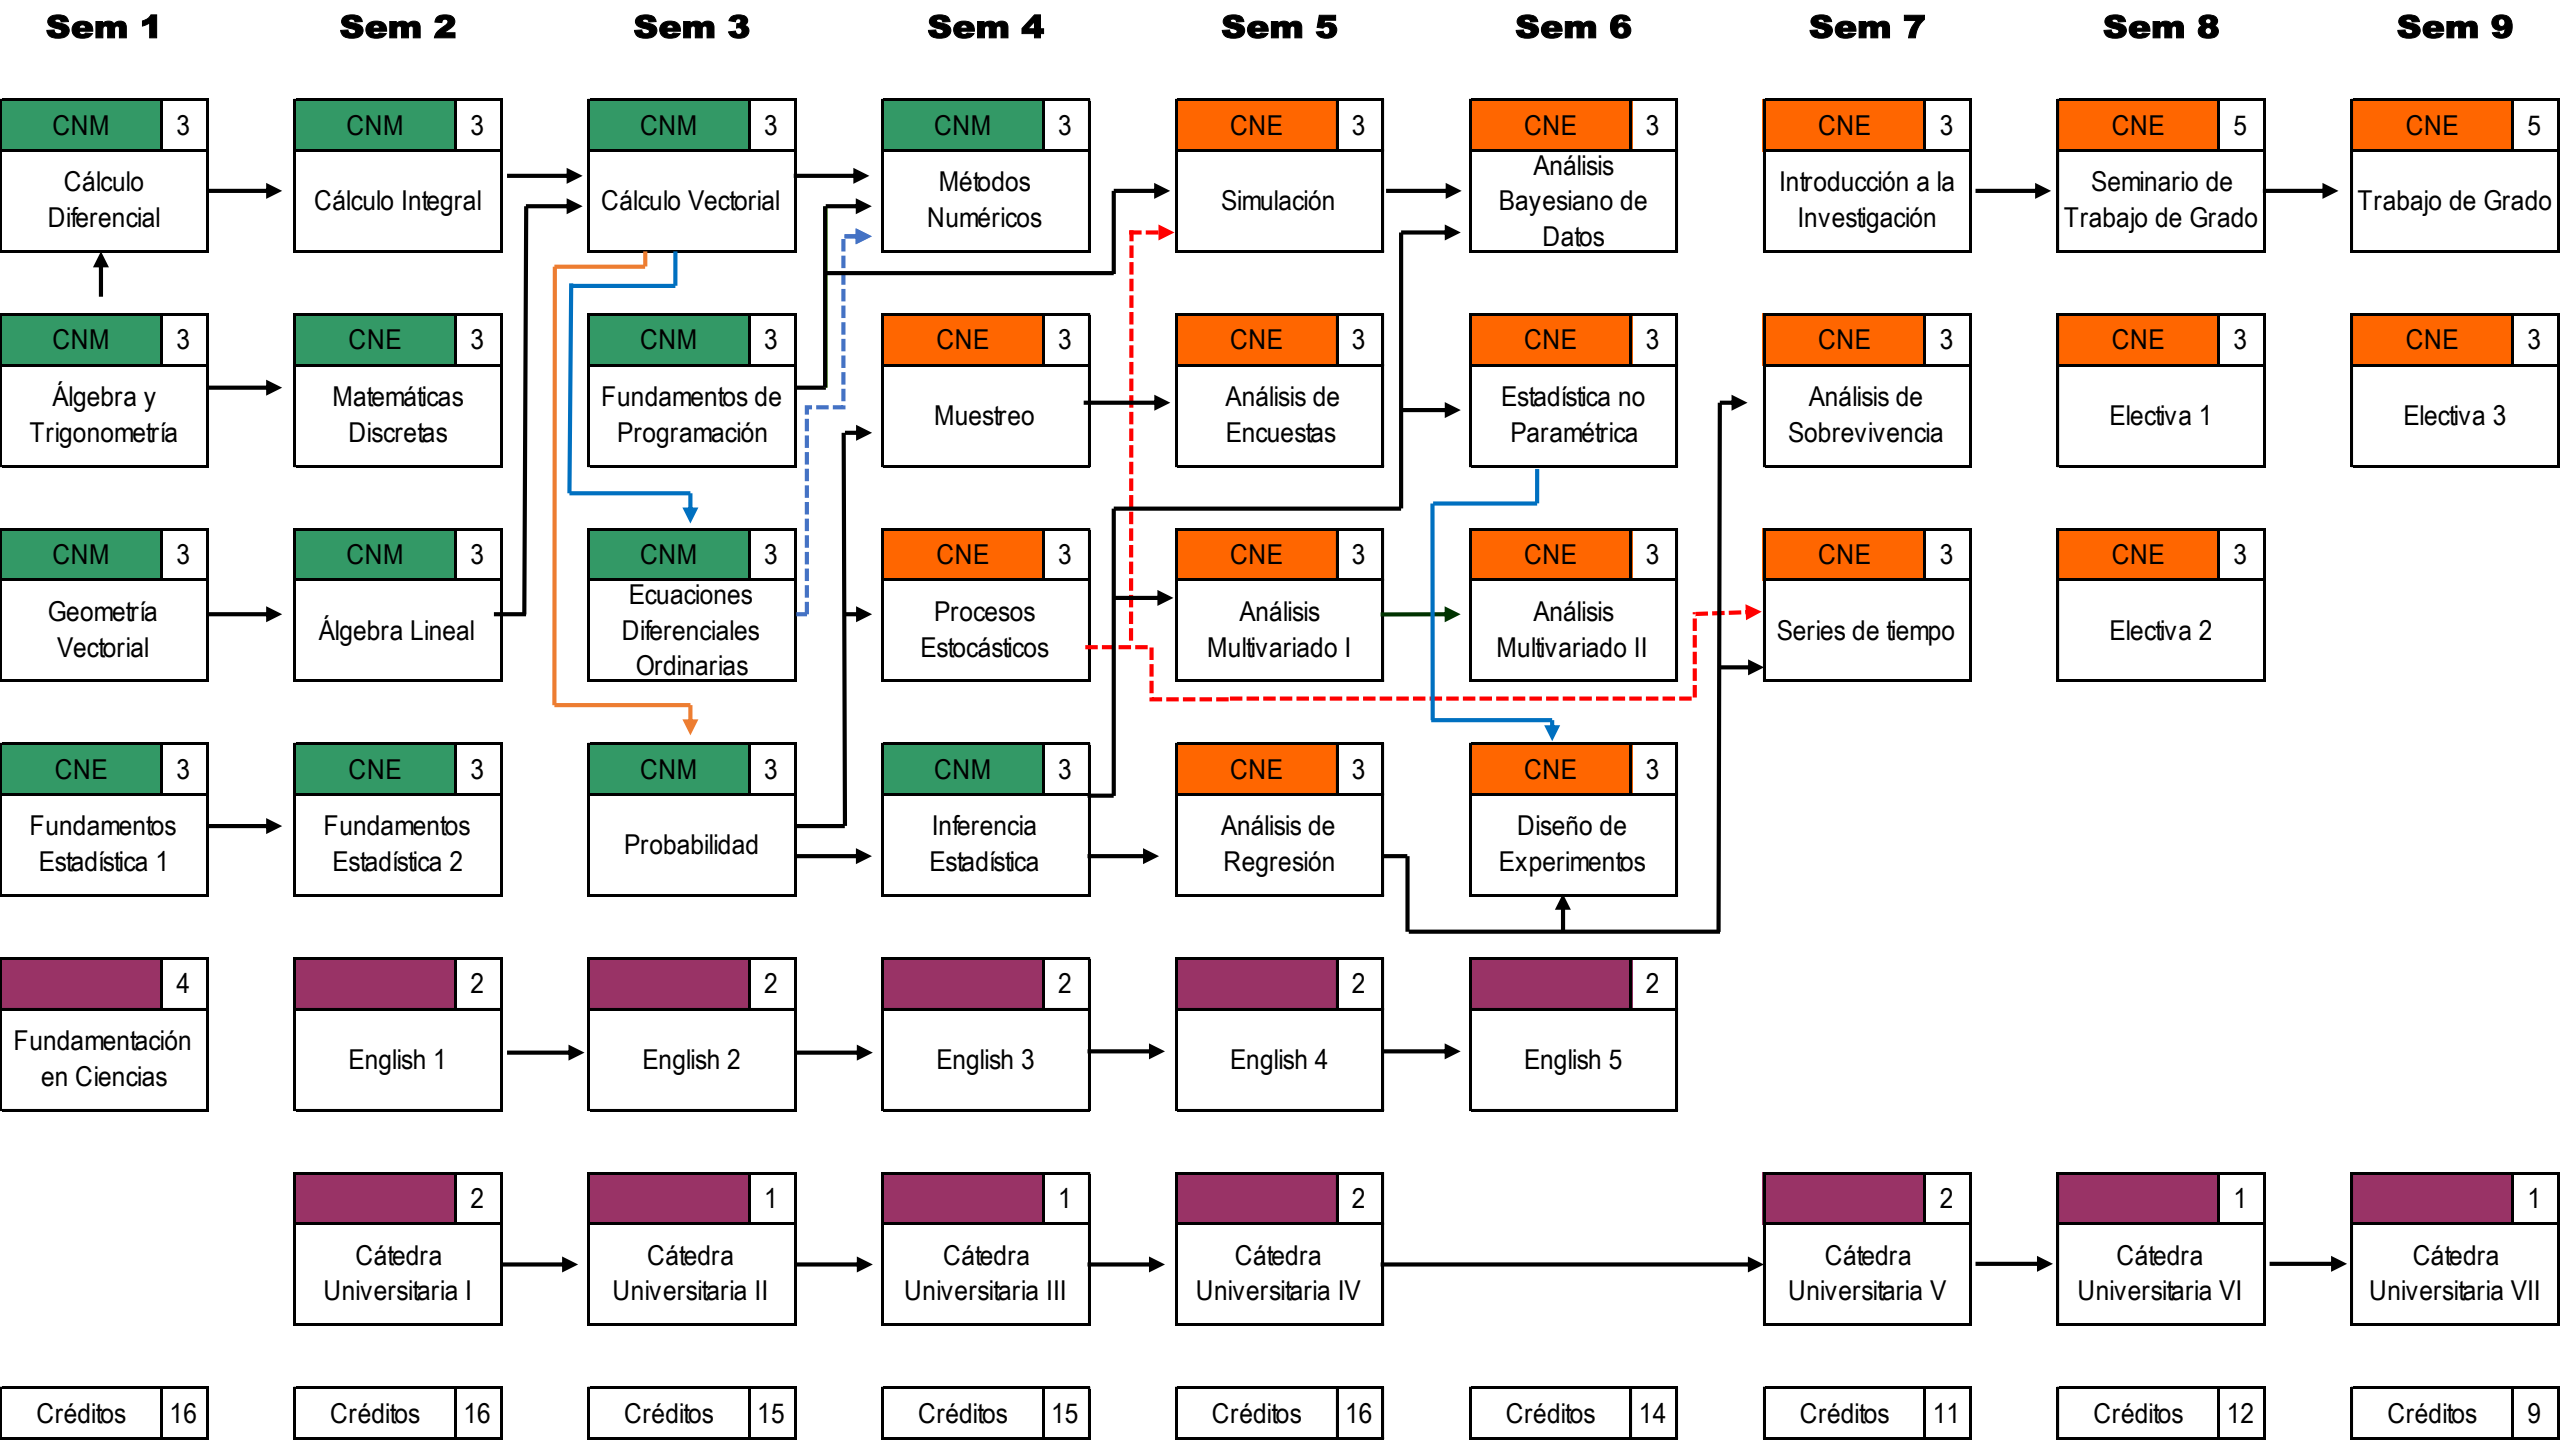 Sem 1
Sem 2
Sem 3
Sem 4
Sem 5
Sem 6
Sem 7
Sem 8
Sem 9
CNM 3
Cálculo
Diferencial
CNM 3
Cálculo Integral
CNM 3
Cálculo Vectorial
CNM 3
Métodos
Numéricos
CNE 3
Simulación
CNE 3
Análisis
Bayesiano de
Datos
CNE 3
Introducción a la
Investigación
CNE 5
Seminario de
Trabajo de Grado
CNE 5
Trabajo de Grado
CNM 3
Álgebra y
Trigonometría
CNE 3
Matemáticas
Discretas
CNM 3
Fundamentos de
Programación
CNE 3
Muestreo
CNE 3
Análisis de
Encuestas
CNE 3
Estadística no
Paramétrica
CNE 3
Análisis de
Sobrevivencia
CNE 3
Electiva 1
CNE 3
Electiva 3
CNM 3
Geometría
Vectorial
CNM 3
Álgebra Lineal
CNM 3
Ecuaciones
Diferenciales
Ordinarias
CNE 3
Procesos
Estocásticos
CNE 3
Análisis
Multivariado I
CNE 3
Análisis
Multivariado II
CNE 3
Series de tiempo
CNE 3
Electiva 2
CNE 3
Fundamentos
Estadística 1
CNE 3
Fundamentos
Estadística 2
CNM 3
Probabilidad
CNM 3
Inferencia
Estadística
CNE 3
Análisis de
Regresión
CNE 3
Diseño de
Experimentos
4
Fundamentación
en Ciencias
2
English 1
2
English 2
2
English 3
2
English 4
2
English 5
2
Cátedra
Universitaria I
1
Cátedra
Universitaria II
1
Cátedra
Universitaria III
2
Cátedra
Universitaria IV
2
Cátedra
Universitaria V
1
Cátedra
Universitaria VI
1
Cátedra
Universitaria VII
Créditos 16
Créditos 16
Créditos 15
Créditos 15
Créditos 16
Créditos 14
Créditos 11
Créditos 12
Créditos 9